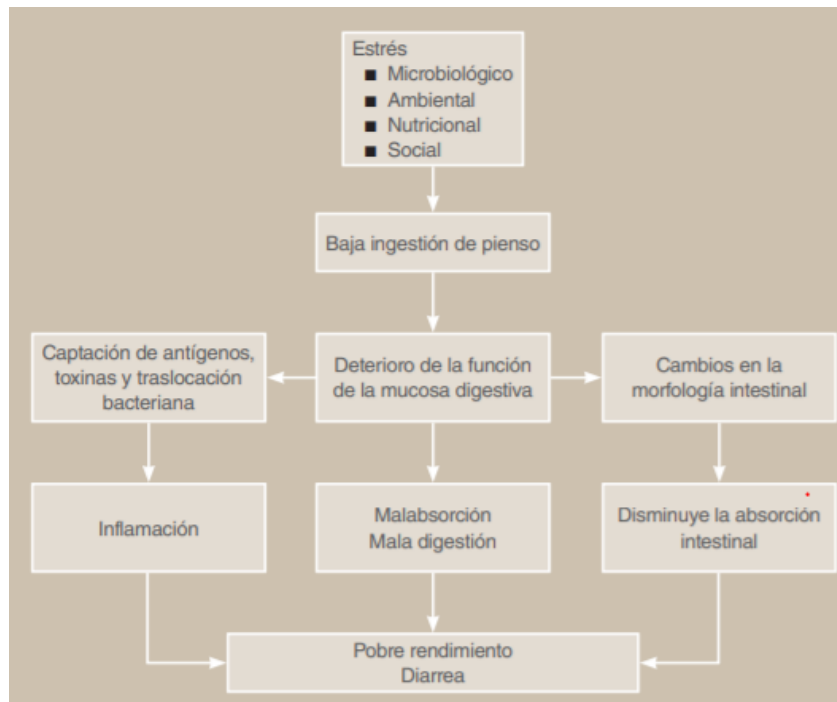 Estrés
■ Microbiológico
■ Ambiental
■ Nutricional
■ Social
Baja ingestión de pienso
Captación de antígenos,
toxinas y traslocación
bacteriana
Deterioro de la función
de la mucosa digestiva
Cambios en la
morfología intestinal
Inflamación
Malabsorción
Mala digestión
Disminuye la absorción
intestinal
Pobre rendimiento
Diarrea